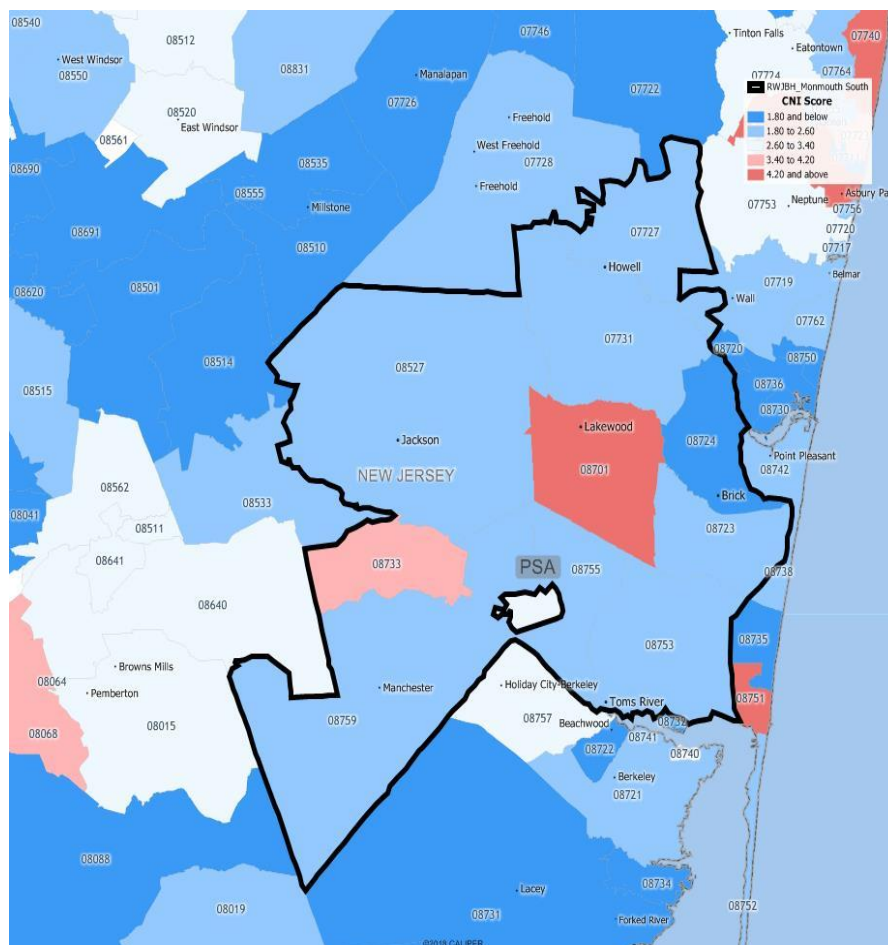 08540
08512
07746
Tinton Falls
07740
West Windsor
08550
08831
Manalapan
07726
07722
Eatontown
07764
07724
RWJBH_Monmouth South
CNI Score
1.80 and below
1.80 to 2.60
2.60 to 3.40
3.40 to 4.20
4.20 and above
08520
East Windsor
08561
Freehold
West Freehold
07728
Freehold
08690
08535
08555
Millstone
08510
Asbury Pa
07753
Neptune
07756
07720
07717
08691
07727
Howell
Belmar
08620
08501
07719
Wall
07762
07731
08514
08720
08750
08527
08515
08736
08730
Lakewood
08724
Jackson
Point Pleasant
08742
08701
NEW JERSEY
08562
Brick
08533
08041
08511
08723
08641
08733
08755
PSA
08738
08640
08735
08753
Browns Mills
08064
Pemberton
Manchester
Holiday City-Berkeley
08751
Toms River
08759
08015
08757
Beachwood
08732
08068
08741
08722
08740
Berkeley
08721
08088
08734
Lacey
08019
08731
Forked River
08752
©2018 CALIPER